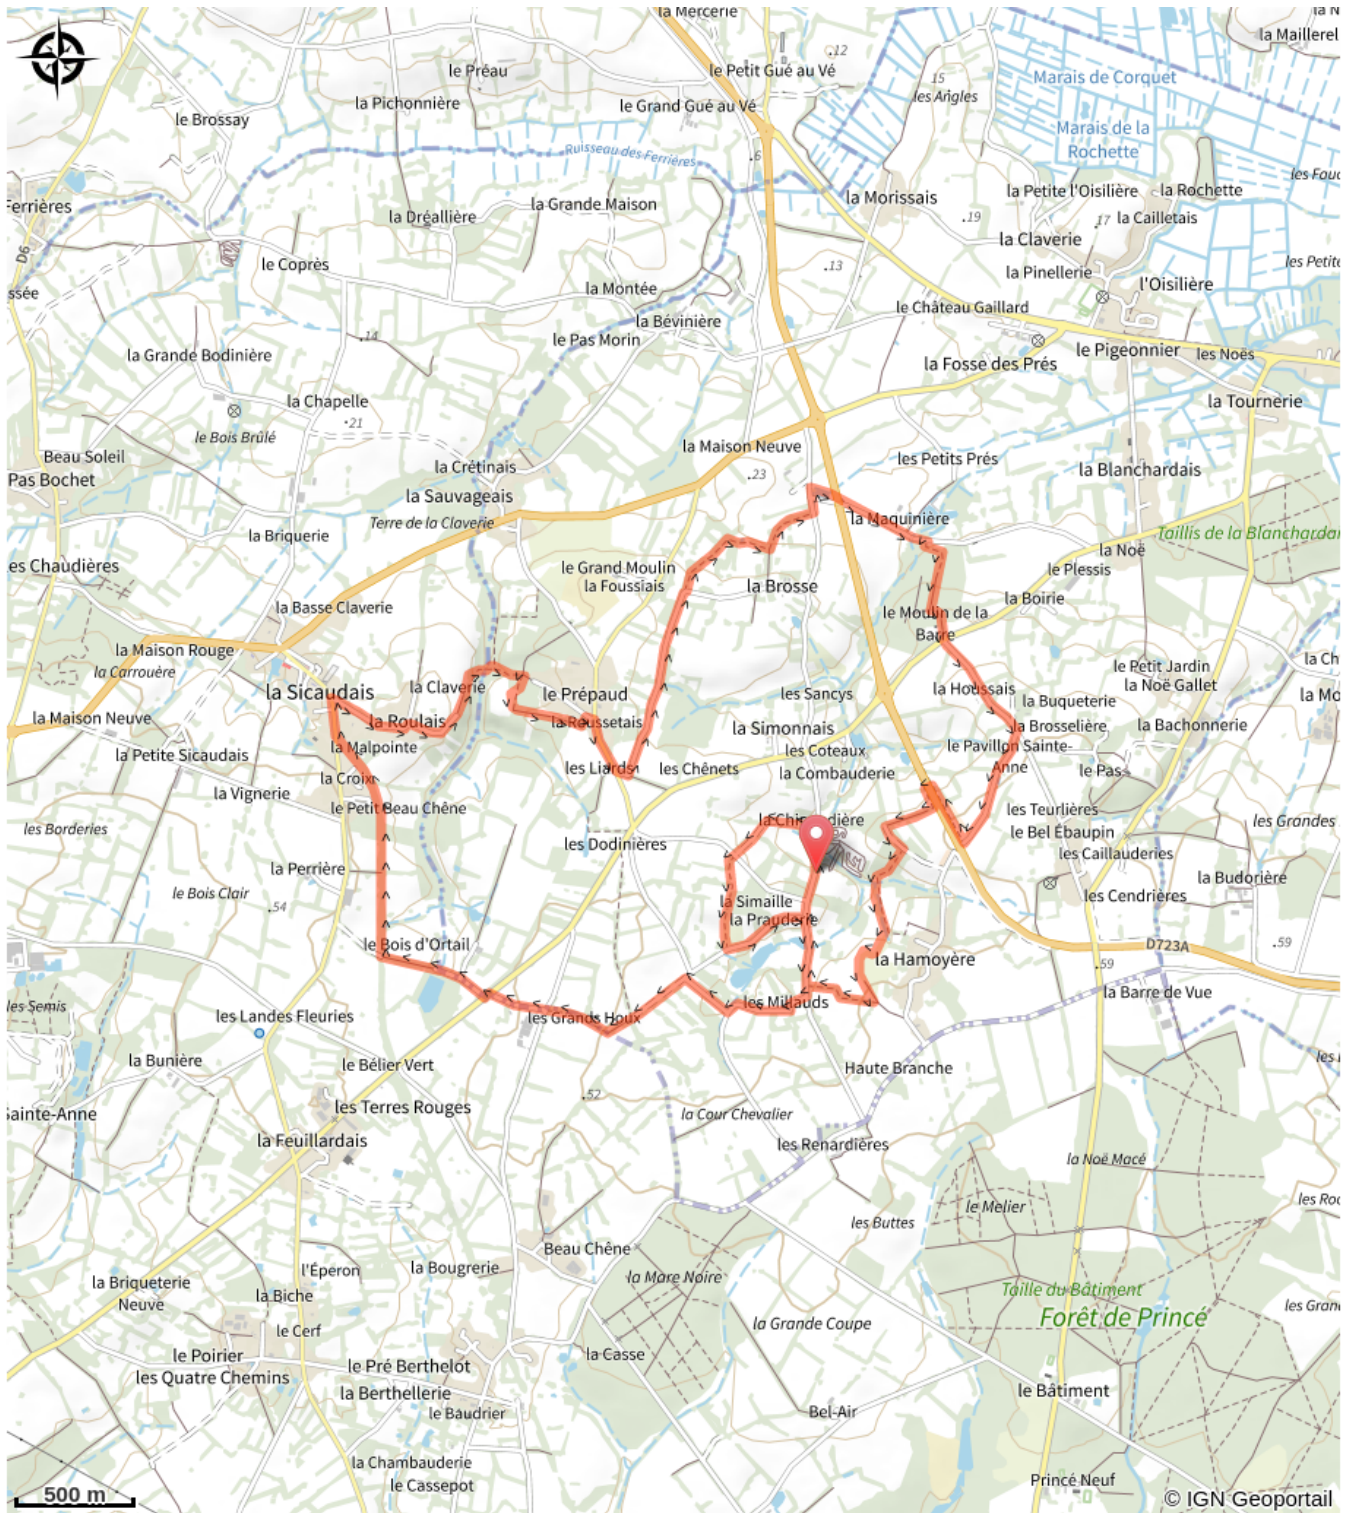 la Mercerie
la Maillerel
12
le Préau
le Petit Gué au Vé
15
Marais de Corquet
les Angles
la Pichonnière
le Grand Gué au Vé
le Brossay
Marais de la
Rochette
Ruisseau des Ferrières
6
la Morissais
la Petite l'Oisilière
la Rochette
Ferrières
la Dréallière
la Grande Maison
19
17
la Cailletais
la Claverie
D6
le Coprès
13
la Pinellerie
l'Oisilière
la Montée
le Château Gaillard
la Bévinière
14
le Pas Morin
la Grande Bodinière
la Fosse des Prés
le Pigeonnier
les Noës
la Chapelle
la Tournerie
21
le Bois Brûlé
la Maison Neuve
Beau Soleil
la Crétinais
les Petits Prés
la Blanchardais
Pas Bochet
23
la Sauvageais
Terre de la Claverie
la Maquinière
la Briquerie
Taillis de la Blanchardai
la Noë
es Chaudières
le Grand Moulin
la Foussiais
la Brosse
le Plessis
la Basse Claverie
la Boirie
le Moulin de la
Barre
la Maison Rouge
la Carrouère
le Petit Jardin
la Noë Gallet
la Sicaudais
la Claverie
le Prépaud
les Sancys
la Houssais
la Buqueterie
la Maison Neuve
la Roulais
la Roussetais
la Simonnais
la Brosselière
la Bachonnerie
la Petite Sicaudais
la Malpointe
les Coteaux
le Pavillon Sainte-
Anne
les Liards
les Chênets
la Combauderie
le Pas
la Croix
la Vignerie
le Petit Beau Chêne
les Teurlières
les Borderies
le Bel Ébaupin
les Grandes
les Dodinières
les Caillauderies
la Perrière
la Budorière
le Bois Clair
54
la Simaille
les Cendrières
la Prauderie
le Bois d'Ortail
D723A
59
la Hamoyère
59
les Semis
les Landes Fleuries
les Grands Houx
les Millauds
la Barre de Vue
la Bunière
le Bélier Vert
Haute Branche
52
Sainte-Anne
les Terres Rouges
la Cour Chevalier
la Feuillardais
les Renardières
la Noë Macé
le Melier
les Buttes
Beau Chêne
la Bougrerie
l'Éperon
la Mare Noire
la Briqueterie
Neuve
la Biche
Taille du Bâtiment
Forêt de Princé
les Gran
le Cerf
la Grande Coupe
le Poirier
les Quatre Chemins
le Pré Berthelot
la Casse
la Berthellerie
le Bâtiment
le Baudrier
Bel-Air
la Chambauderie
le Cassepot
Princé Neuf
500 m
© IGN Geoportail